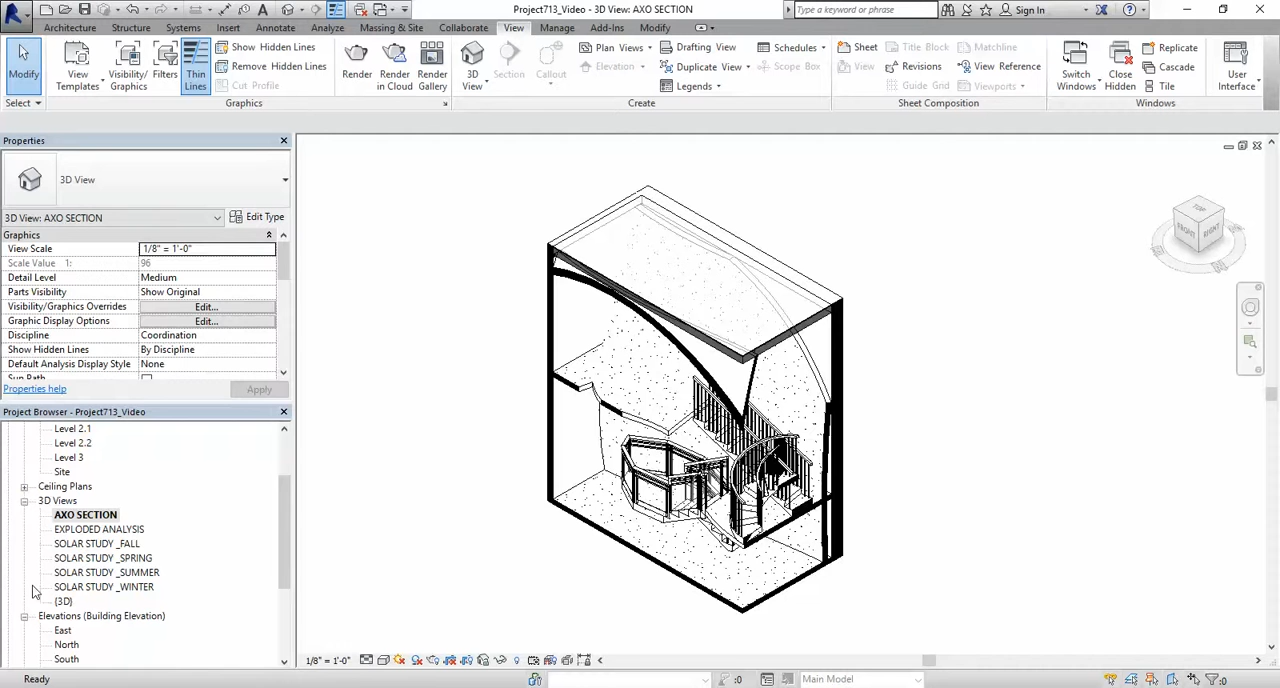 Project713_Video - 3D View: AXO SECTION
Type a keyword or phrase
Sign In
Architecture Structure Systems Insert Annotate Analyze Massing & Site Collaborate View Manage Add-Ins Modify
Modify
View Templates
Visibility/ Graphics
Filters
Thin Lines
Show Hidden Lines
Remove Hidden Lines
Cut Profile
Render
Render in Cloud
Render Gallery
3D View
Section
Callout
Plan Views
Elevation
Drafting View
Duplicate View
Legends
Schedules
Scope Box
Sheet
View
Title Block
Revisions
Guide Grid
Matchline
View Reference
Viewports
Switch Windows
Close Hidden
Replicate
Cascade
Tile
User Interface
Select Graphics Create Sheet Composition Windows
Properties
3D View
3D View: AXO SECTION Edit Type
Graphics
View Scale 1/8" = 1'-0"
Scale Value 1: 96
Detail Level Medium
Parts Visibility Show Original
Visibility/Graphics Overrides Edit...
Graphic Display Options Edit...
Discipline Coordination
Show Hidden Lines By Discipline
Default Analysis Display Style None
Sun Path
Properties help Apply
Project Browser - Project713_Video
Level 2.1
Level 2.2
Level 3
Site
Ceiling Plans
3D Views
AXO SECTION
EXPLODED ANALYSIS
SOLAR STUDY _FALL
SOLAR STUDY _SPRING
SOLAR STUDY _SUMMER
SOLAR STUDY _WINTER
{3D}
Elevations (Building Elevation)
East
North
South
TOP
FRONT
RIGHT
1/8" = 1'-0"
Ready
:0
Main Model
:0